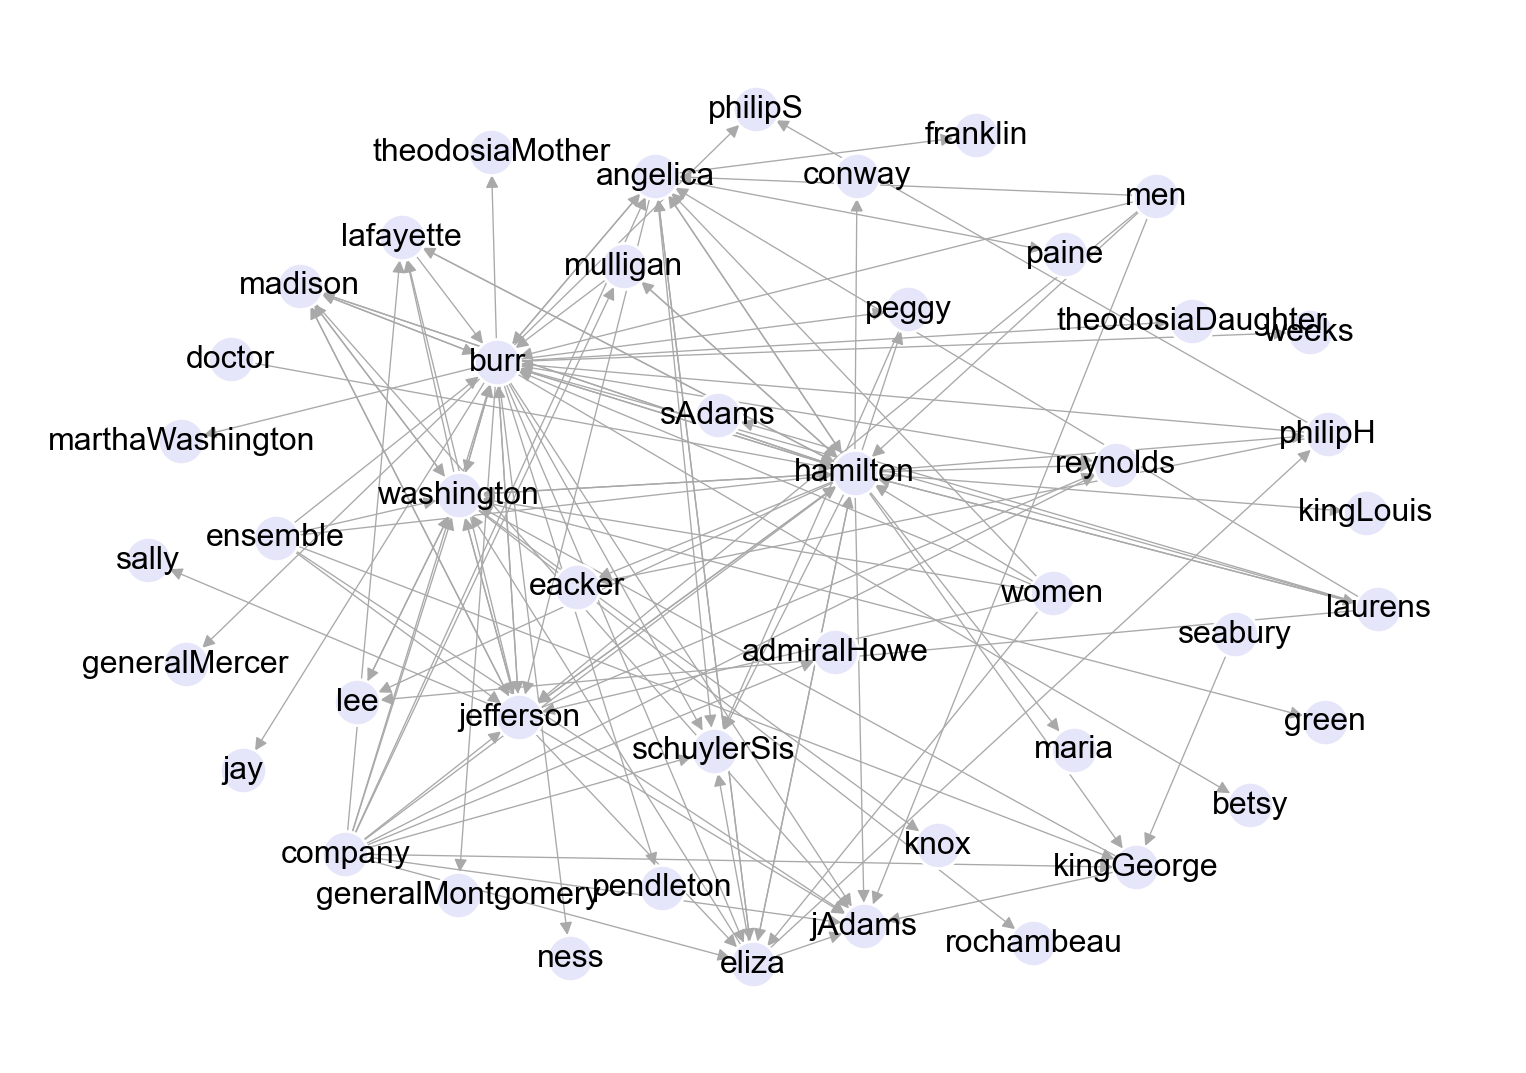 philipS
franklin
theodosiaMother
angelica
conway
men
lafayette
mulligan
paine
madison
peggy
theodosiaDaughter
weeks
doctor
burr
sAdams
marthaWashington
philipH
hamilton
reynolds
washington
kingLouis
ensemble
sally
eacker
women
laurens
seabury
generalMercer
admiralHowe
lee
jefferson
green
schuylerSis
maria
jay
betsy
company
knox
kingGeorge
generalMontgomery
pendleton
jAdams
rochambeau
ness
eliza